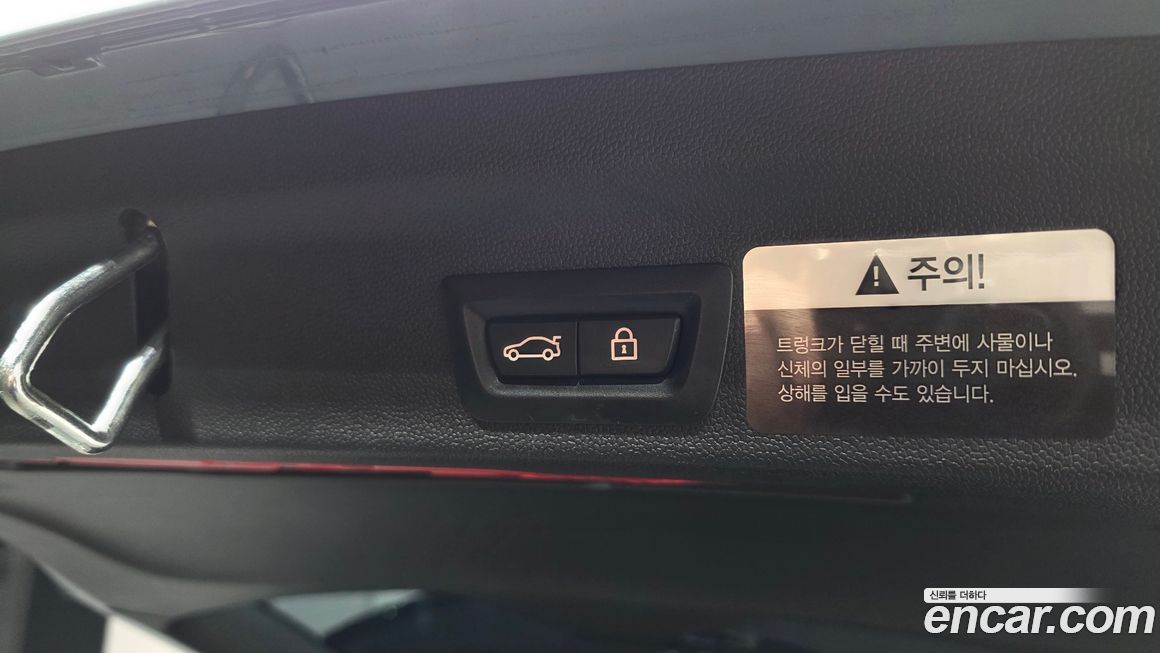 주의!
트렁크가 닫힐 때 주변에 사물이나
신체의 일부를 가까이 두지 마십시오.
상해를 입을 수도 있습니다.
신뢰를 더하다
encar.com